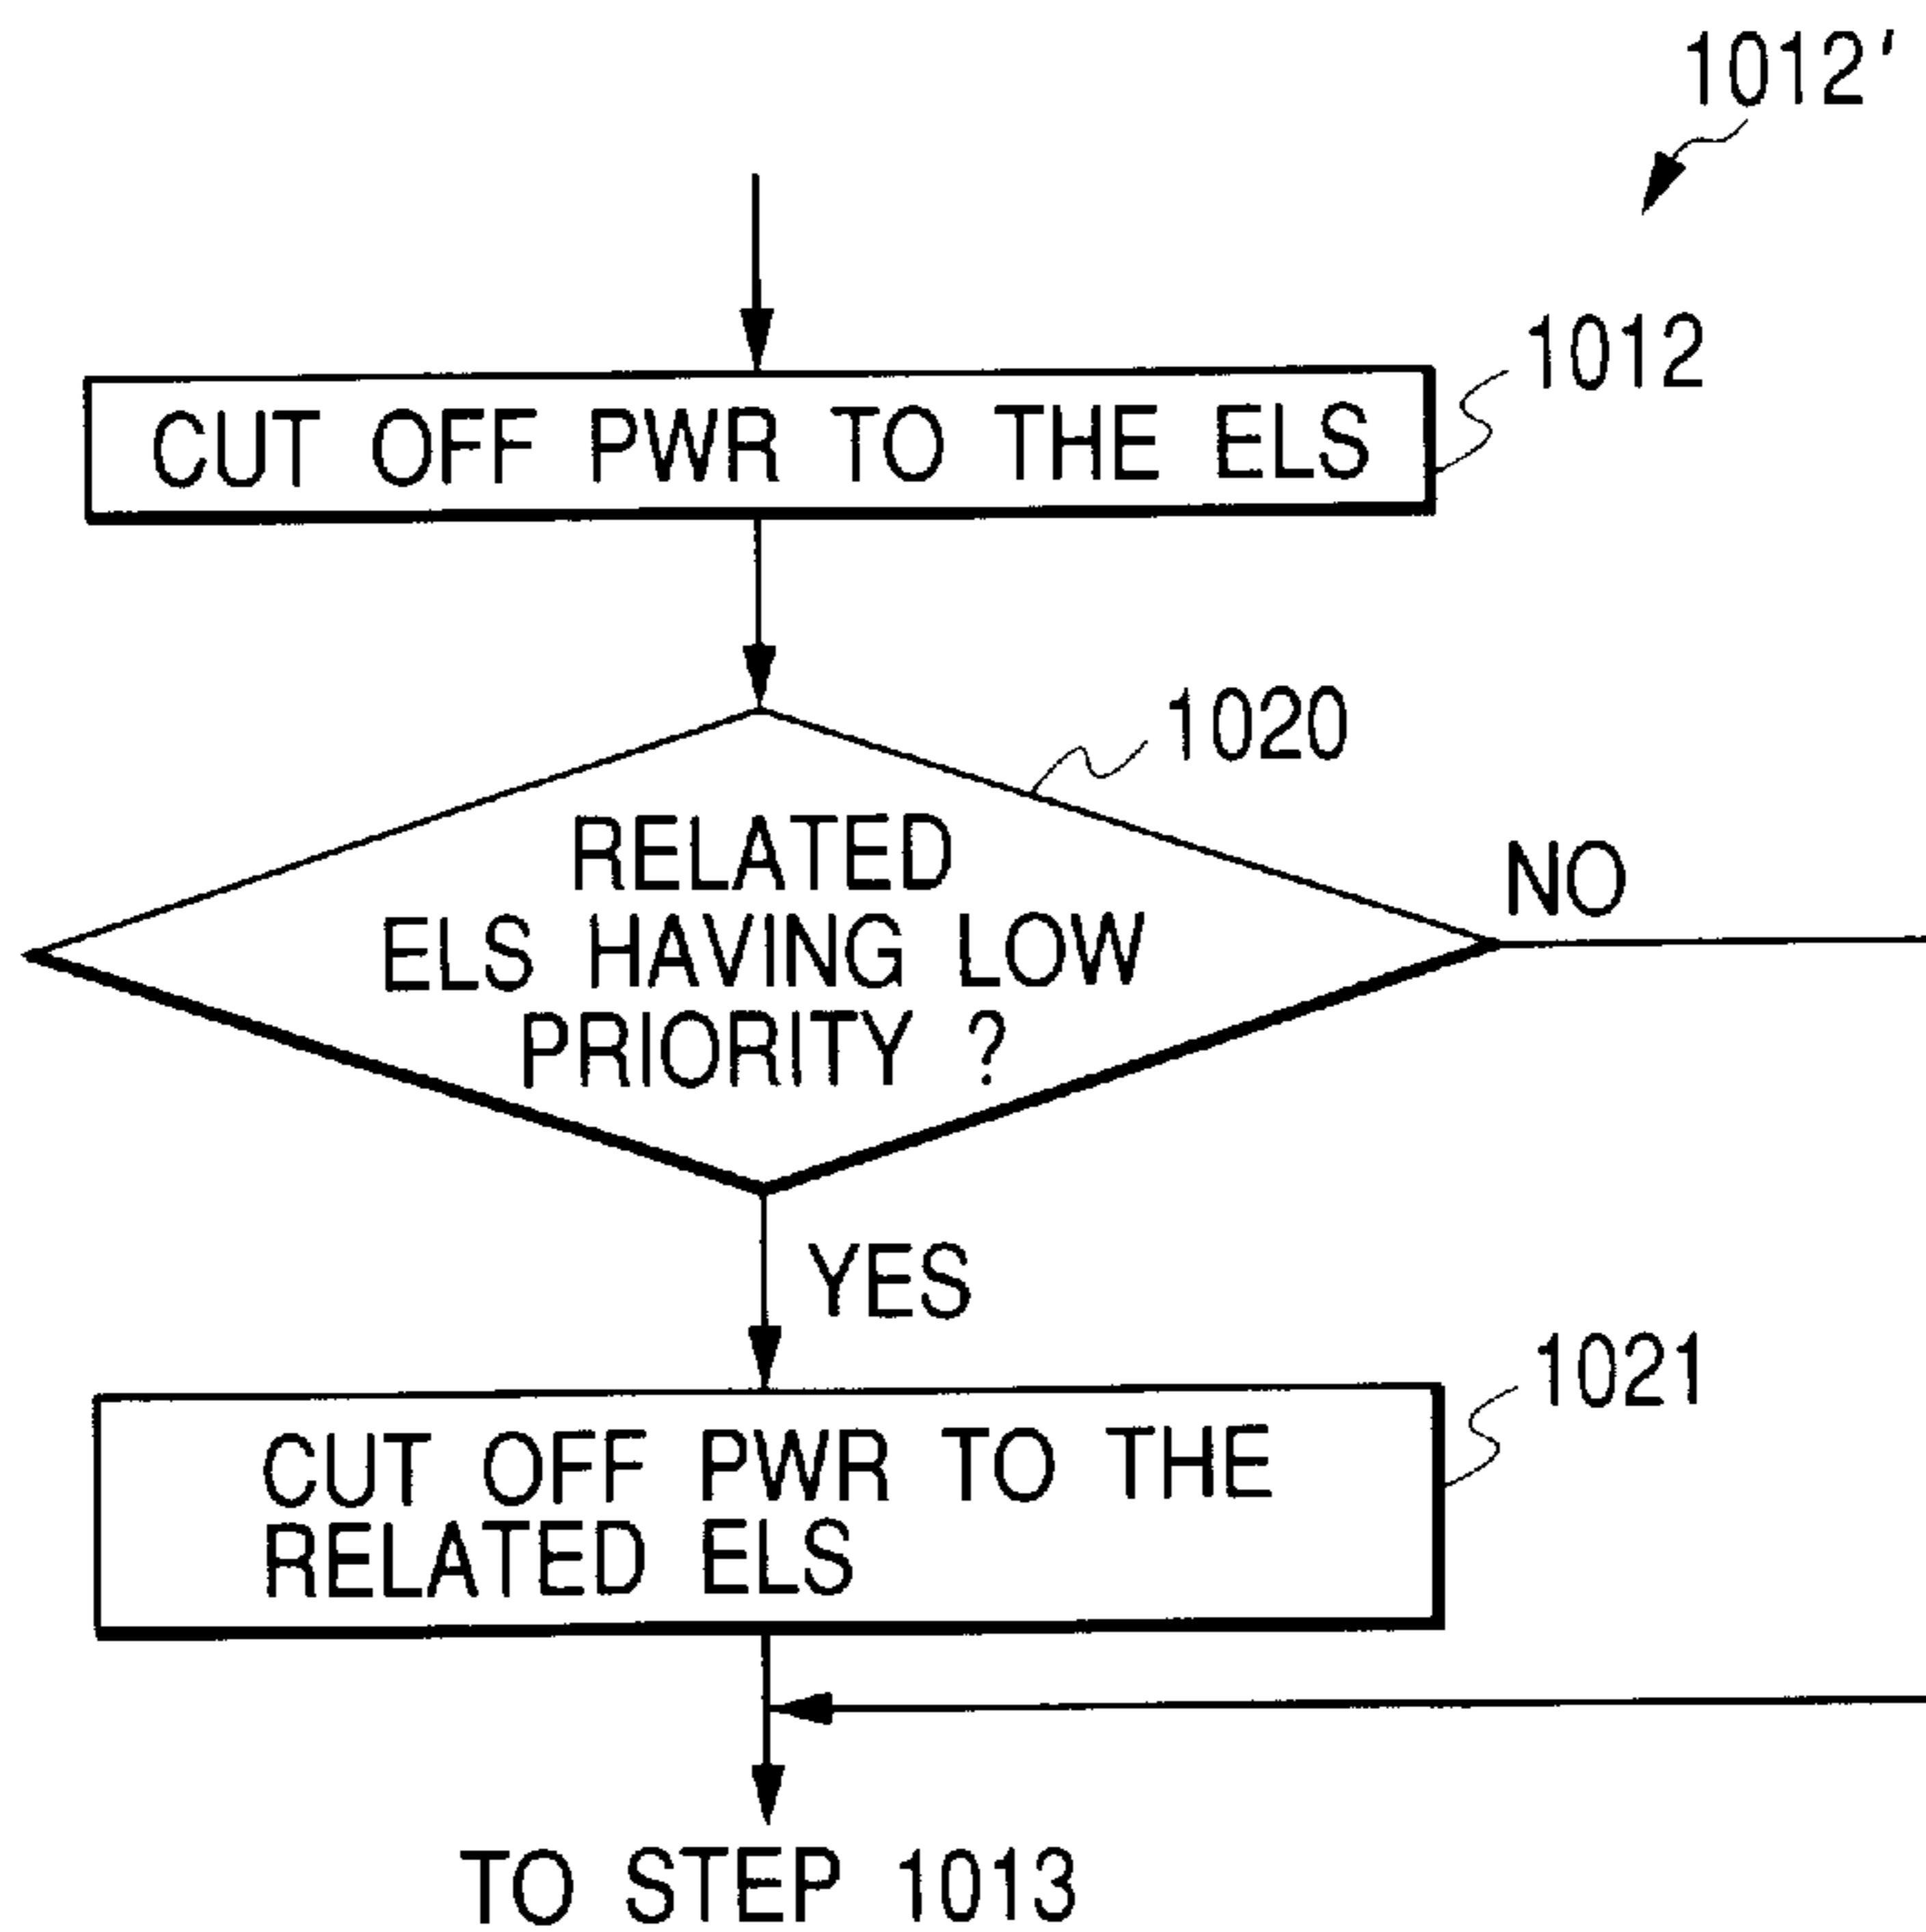 1012'
1012
CUT OFF PWR TO THE ELS
1020
RELATED
ELS HAVING LOW
PRIORITY ?
NO
YES
1021
CUT OFF PWR TO THE
RELATED ELS
TO STEP 1013